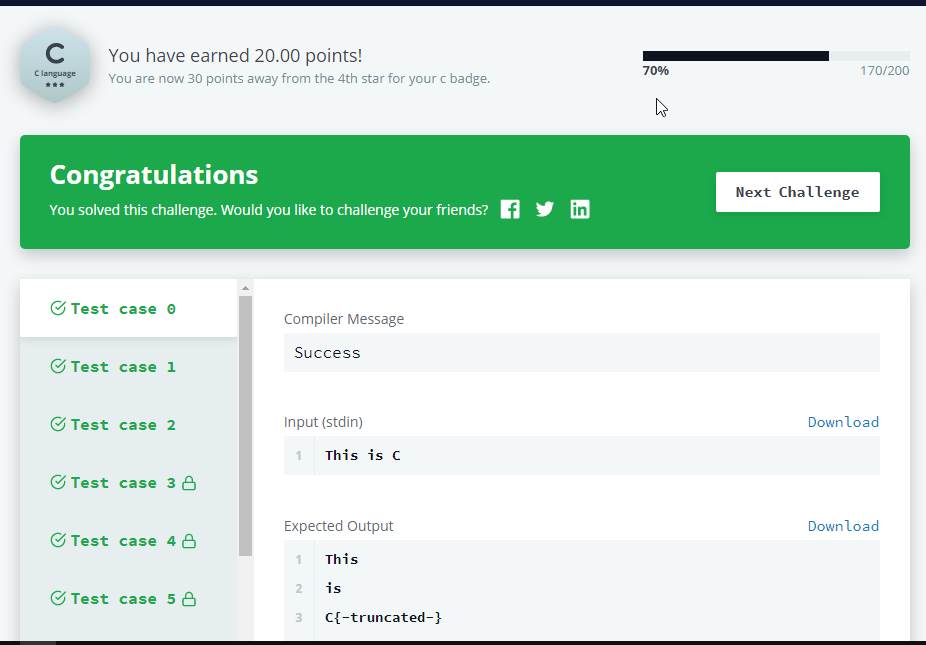 C
C language
★★★
You have earned 20.00 points!
You are now 30 points away from the 4th star for your c badge.
70%
170/200
Congratulations
You solved this challenge. Would you like to challenge your friends?
Next Challenge
Test case 0
Test case 1
Test case 2
Test case 3
Test case 4
Test case 5
Compiler Message
Success
Input (stdin)
Download
1 This is C
Expected Output
Download
1 This
2 is
3 C{-truncated-}